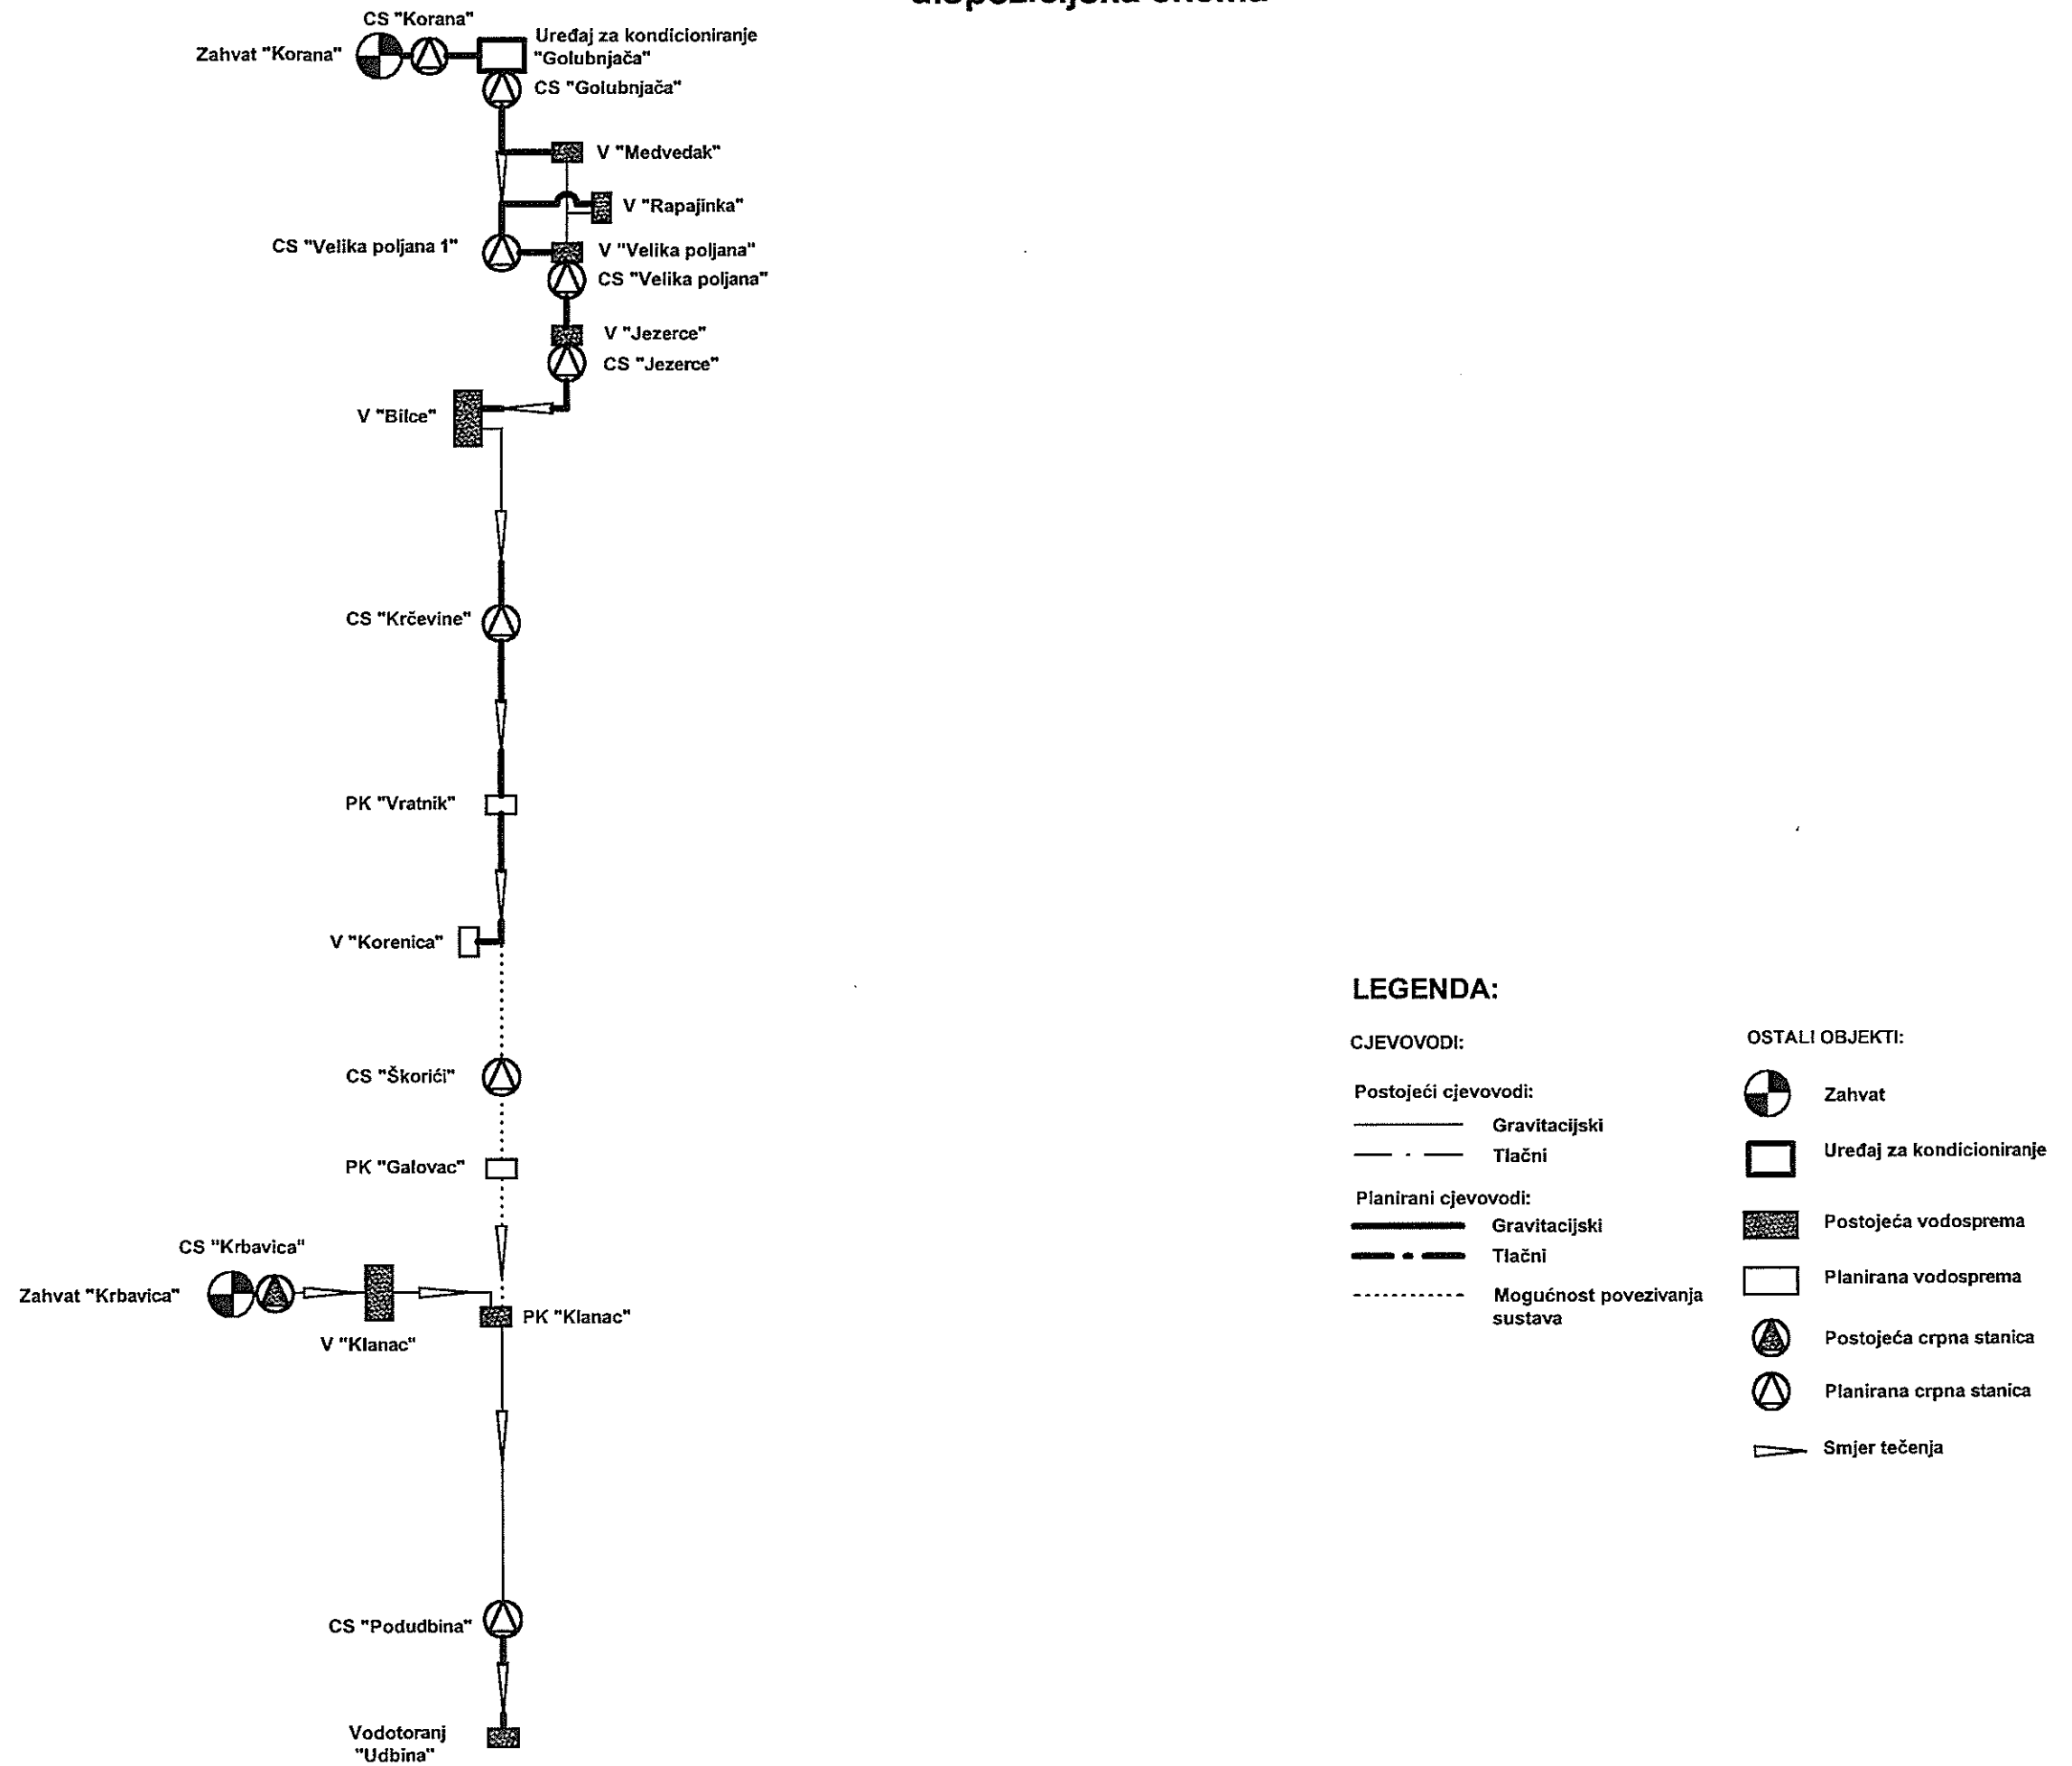 CS "Korana"
Zahvat "Korana"
Uređaj za kondicioniranje
"Golubnjača"
CS "Golubnjača"
V "Medvedak"
V "Rapajinka"
CS "Velika poljana 1"
V "Velika poljana"
CS "Velika poljana"
V "Jezerce"
CS "Jezerce"
V "Bilce"
CS "Krčevine"
PK "Vratnik"
V "Korenica"
CS "Škorići"
PK "Galovac"
CS "Krbavica"
Zahvat "Krbavica"
V "Klanac"
PK "Klanac"
CS "Podudbina"
Vodotoranj
"Udbina"
LEGENDA:
CJEVOVODI:
Postojeći cjevovodi:
Gravitacijski
Tlačni
Planirani cjevovodi:
Gravitacijski
Tlačni
Mogućnost povezivanja
sustava
OSTALI OBJEKTI:
Zahvat
Uređaj za kondicioniranje
Postojeća vodosprema
Planirana vodosprema
Postojeća crpna stanica
Planirana crpna stanica
Smjer tečenja